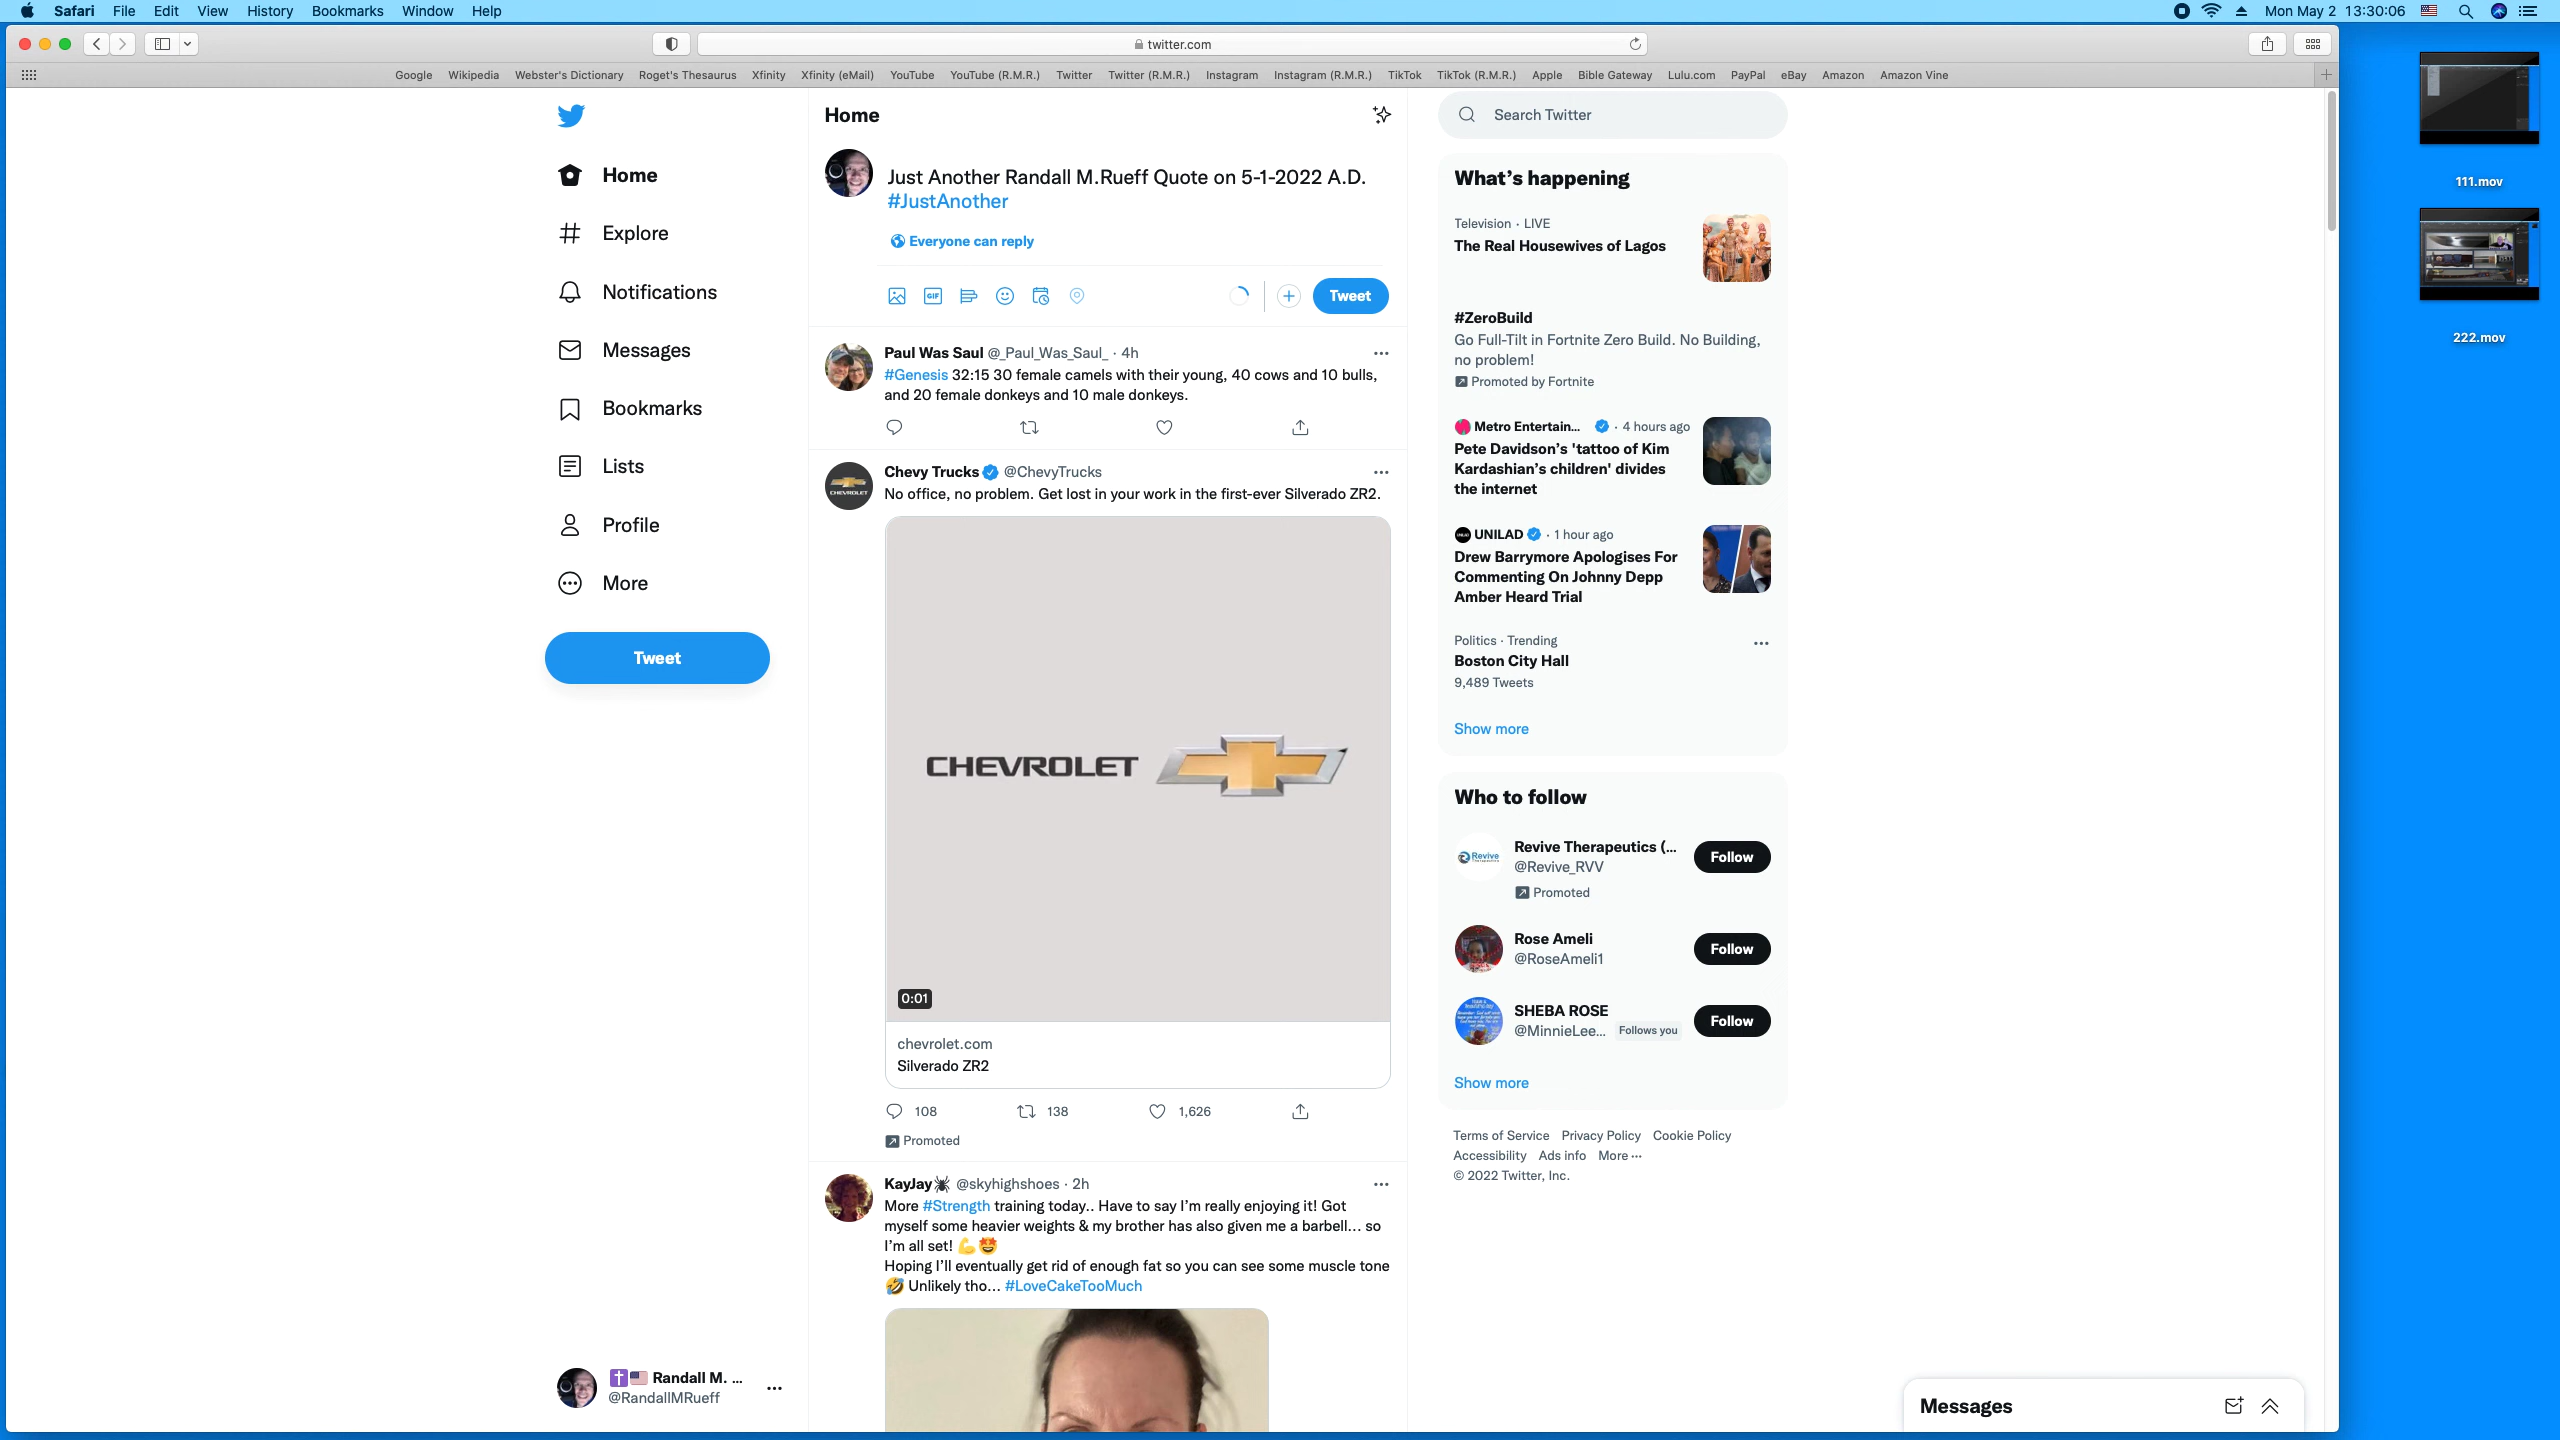 Safari File Edit View History Bookmarks Window Help
Mon May 2 13:30:06
twitter.com
Google Wikipedia Webster's Dictionary Roget's Thesaurus Xfinity Xfinity (eMail) YouTube YouTube (R.M.R.) Twitter Twitter (R.M.R.) Instagram Instagram (R.M.R.) TikTok TikTok (R.M.R.) Apple Bible Gateway Lulu.com PayPal eBay Amazon Amazon Vine
111.mov
222.mov
Home
Explore
Notifications
Messages
Bookmarks
Lists
Profile
More
Tweet
Randall M. ...
@RandallMRueff
Home
Just Another Randall M.Rueff Quote on 5-1-2022 A.D.
#JustAnother
Everyone can reply
GIF
Tweet
Paul Was Saul @_Paul_Was_Saul_ · 4h
#Genesis 32:15 30 female camels with their young, 40 cows and 10 bulls,
and 20 female donkeys and 10 male donkeys.
CHEVROLET
Chevy Trucks @ChevyTrucks
No office, no problem. Get lost in your work in the first-ever Silverado ZR2.
CHEVROLET
0:01
chevrolet.com
Silverado ZR2
108 138 1,626
Promoted
KayJay @skyhighshoes · 2h
More #Strength training today.. Have to say I'm really enjoying it! Got
myself some heavier weights & my brother has also given me a barbell... so
I'm all set! 💪🤩
Hoping I'll eventually get rid of enough fat so you can see some muscle tone
🤣 Unlikely tho... #LoveCakeTooMuch
Search Twitter
What's happening
Television · LIVE
The Real Housewives of Lagos
#ZeroBuild
Go Full-Tilt in Fortnite Zero Build. No Building,
no problem!
Promoted by Fortnite
Metro Entertain... · 4 hours ago
Pete Davidson's 'tattoo of Kim
Kardashian's children' divides
the internet
UNILAD · 1 hour ago
Drew Barrymore Apologises For
Commenting On Johnny Depp
Amber Heard Trial
Politics · Trending
Boston City Hall
9,489 Tweets
Show more
Who to follow
Revive
Revive Therapeutics (...
@Revive_RVV
Promoted
Follow
Rose Ameli
@RoseAmeli1
Follow
SHEBA ROSE
@MinnieLee... Follows you
Follow
Show more
Terms of Service Privacy Policy Cookie Policy
Accessibility Ads info More ...
© 2022 Twitter, Inc.
Messages